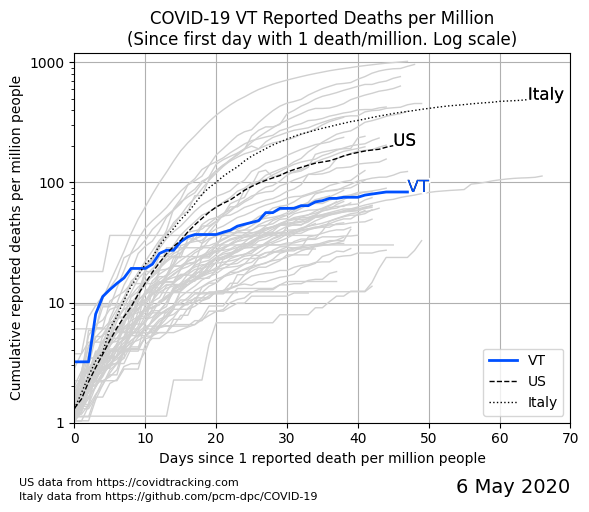 COVID-19 VT Reported Deaths per Million
(Since first day with 1 death/million. Log scale)
Cumulative reported deaths per million people
1000
100
10
1
Italy
US
VT
VT
US
Italy
0 10 20 30 40 50 60 70
Days since 1 reported death per million people
US data from https://covidtracking.com
Italy data from https://github.com/pcm-dpc/COVID-19
6 May 2020